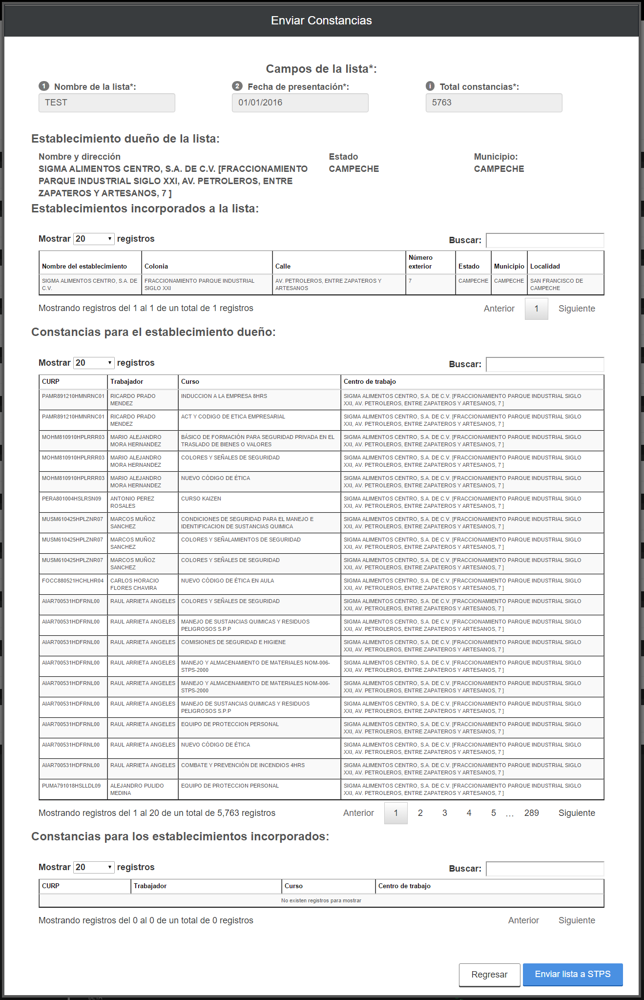 Enviar Constancias
Campos de la lista*:
1 Nombre de la lista*:
TEST
2 Fecha de presentación*:
01/01/2016
i Total constancias*:
5763
Establecimiento dueño de la lista:
Nombre y dirección
SIGMA ALIMENTOS CENTRO, S.A. DE C.V. [FRACCIONAMIENTO
PARQUE INDUSTRIAL SIGLO XXI, AV. PETROLEROS, ENTRE
ZAPATEROS Y ARTESANOS, 7 ]
Estado
CAMPECHE
Municipio:
CAMPECHE
Establecimientos incorporados a la lista:
Mostrar 20 registros
Buscar:
Nombre del establecimiento
Colonia
Calle
Número
exterior
Estado
Municipio
Localidad
SIGMA ALIMENTOS CENTRO, S.A. DE
C.V.
FRACCIONAMIENTO PARQUE INDUSTRIAL
SIGLO XXI
AV. PETROLEROS, ENTRE ZAPATEROS Y
ARTESANOS
7
CAMPECHE
CAMPECHE
SAN FRANCISCO DE
CAMPECHE
Mostrando registros del 1 al 1 de un total de 1 registros
Anterior 1 Siguiente
Constancias para el establecimiento dueño:
Mostrar 20 registros
Buscar:
CURP Trabajador Curso Centro de trabajo
PAMR891210HMNRNC01 RICARDO PRADO INDUCCION A LA EMPRESA 8HRS SIGMA ALIMENTOS CENTRO, S.A. DE C.V. [FRACCIONAMIENTO PARQUE INDUSTRIAL SIGLO
MENDEZ XXI, AV. PETROLEROS, ENTRE ZAPATEROS Y ARTESANOS, 7 ]
PAMR891210HMNRNC01 RICARDO PRADO ACT Y CODIGO DE ETICA EMPRESARIAL SIGMA ALIMENTOS CENTRO, S.A. DE C.V. [FRACCIONAMIENTO PARQUE INDUSTRIAL SIGLO
MENDEZ XXI, AV. PETROLEROS, ENTRE ZAPATEROS Y ARTESANOS, 7 ]
MOHM810910HPLRRR03 MARIO ALEJANDRO BÁSICO DE FORMACIÓN PARA SEGURIDAD PRIVADA EN EL SIGMA ALIMENTOS CENTRO, S.A. DE C.V. [FRACCIONAMIENTO PARQUE INDUSTRIAL SIGLO
MORA HERNANDEZ TRASLADO DE BIENES O VALORES XXI, AV. PETROLEROS, ENTRE ZAPATEROS Y ARTESANOS, 7 ]
MOHM810910HPLRRR03 MARIO ALEJANDRO COLORES Y SEÑALES DE SEGURIDAD SIGMA ALIMENTOS CENTRO, S.A. DE C.V. [FRACCIONAMIENTO PARQUE INDUSTRIAL SIGLO
MORA HERNANDEZ XXI, AV. PETROLEROS, ENTRE ZAPATEROS Y ARTESANOS, 7 ]
MOHM810910HPLRRR03 MARIO ALEJANDRO NUEVO CÓDIGO DE ÉTICA SIGMA ALIMENTOS CENTRO, S.A. DE C.V. [FRACCIONAMIENTO PARQUE INDUSTRIAL SIGLO
MORA HERNANDEZ XXI, AV. PETROLEROS, ENTRE ZAPATEROS Y ARTESANOS, 7 ]
PERA801004HSLRSN09 ANTONIO PEREZ CURSO KAIZEN SIGMA ALIMENTOS CENTRO, S.A. DE C.V. [FRACCIONAMIENTO PARQUE INDUSTRIAL SIGLO
ROSALES XXI, AV. PETROLEROS, ENTRE ZAPATEROS Y ARTESANOS, 7 ]
MUSM610425HPLZNR07 MARCOS MUÑOZ CONDICIONES DE SEGURIDAD PARA EL MANEJO E SIGMA ALIMENTOS CENTRO, S.A. DE C.V. [FRACCIONAMIENTO PARQUE INDUSTRIAL SIGLO
SANCHEZ IDENTIFICACION DE SUSTANCIAS QUIMICA XXI, AV. PETROLEROS, ENTRE ZAPATEROS Y ARTESANOS, 7 ]
MUSM610425HPLZNR07 MARCOS MUÑOZ COLORES Y SEÑALAMIENTOS DE SEGURIDAD SIGMA ALIMENTOS CENTRO, S.A. DE C.V. [FRACCIONAMIENTO PARQUE INDUSTRIAL SIGLO
SANCHEZ XXI, AV. PETROLEROS, ENTRE ZAPATEROS Y ARTESANOS, 7 ]
MUSM610425HPLZNR07 MARCOS MUÑOZ COLORES Y SEÑALES DE SEGURIDAD SIGMA ALIMENTOS CENTRO, S.A. DE C.V. [FRACCIONAMIENTO PARQUE INDUSTRIAL SIGLO
SANCHEZ XXI, AV. PETROLEROS, ENTRE ZAPATEROS Y ARTESANOS, 7 ]
FOCC880521HCHLHR04 CARLOS HORACIO NUEVO CÓDIGO DE ÉTICA EN AULA SIGMA ALIMENTOS CENTRO, S.A. DE C.V. [FRACCIONAMIENTO PARQUE INDUSTRIAL SIGLO
FLORES CHAVIRA XXI, AV. PETROLEROS, ENTRE ZAPATEROS Y ARTESANOS, 7 ]
AIAR700531HDFRNL00 RAUL ARRIETA ANGELES COLORES Y SEÑALES DE SEGURIDAD SIGMA ALIMENTOS CENTRO, S.A. DE C.V. [FRACCIONAMIENTO PARQUE INDUSTRIAL SIGLO
XXI, AV. PETROLEROS, ENTRE ZAPATEROS Y ARTESANOS, 7 ]
AIAR700531HDFRNL00 RAUL ARRIETA ANGELES MANEJO DE SUSTANCIAS QUIMICAS Y RESIDUOS SIGMA ALIMENTOS CENTRO, S.A. DE C.V. [FRACCIONAMIENTO PARQUE INDUSTRIAL SIGLO
PELIGROSOS S.P.P XXI, AV. PETROLEROS, ENTRE ZAPATEROS Y ARTESANOS, 7 ]
AIAR700531HDFRNL00 RAUL ARRIETA ANGELES COMISIONES DE SEGURIDAD E HIGIENE SIGMA ALIMENTOS CENTRO, S.A. DE C.V. [FRACCIONAMIENTO PARQUE INDUSTRIAL SIGLO
XXI, AV. PETROLEROS, ENTRE ZAPATEROS Y ARTESANOS, 7 ]
AIAR700531HDFRNL00 RAUL ARRIETA ANGELES MANEJO Y ALMACENAMIENTO DE MATERIALES NOM-006- SIGMA ALIMENTOS CENTRO, S.A. DE C.V. [FRACCIONAMIENTO PARQUE INDUSTRIAL SIGLO
STPS-2000 XXI, AV. PETROLEROS, ENTRE ZAPATEROS Y ARTESANOS, 7 ]
AIAR700531HDFRNL00 RAUL ARRIETA ANGELES MANEJO Y ALMACENAMIENTO DE MATERIALES NOM-006- SIGMA ALIMENTOS CENTRO, S.A. DE C.V. [FRACCIONAMIENTO PARQUE INDUSTRIAL SIGLO
STPS-2000 XXI, AV. PETROLEROS, ENTRE ZAPATEROS Y ARTESANOS, 7 ]
AIAR700531HDFRNL00 RAUL ARRIETA ANGELES MANEJO DE SUSTANCIAS QUIMICAS Y RESIDUOS SIGMA ALIMENTOS CENTRO, S.A. DE C.V. [FRACCIONAMIENTO PARQUE INDUSTRIAL SIGLO
PELIGROSOS S.P.P XXI, AV. PETROLEROS, ENTRE ZAPATEROS Y ARTESANOS, 7 ]
AIAR700531HDFRNL00 RAUL ARRIETA ANGELES EQUIPO DE PROTECCION PERSONAL SIGMA ALIMENTOS CENTRO, S.A. DE C.V. [FRACCIONAMIENTO PARQUE INDUSTRIAL SIGLO
XXI, AV. PETROLEROS, ENTRE ZAPATEROS Y ARTESANOS, 7 ]
AIAR700531HDFRNL00 RAUL ARRIETA ANGELES NUEVO CÓDIGO DE ÉTICA SIGMA ALIMENTOS CENTRO, S.A. DE C.V. [FRACCIONAMIENTO PARQUE INDUSTRIAL SIGLO
XXI, AV. PETROLEROS, ENTRE ZAPATEROS Y ARTESANOS, 7 ]
AIAR700531HDFRNL00 RAUL ARRIETA ANGELES COMBATE Y PREVENCIÓN DE INCENDIOS 4HRS SIGMA ALIMENTOS CENTRO, S.A. DE C.V. [FRACCIONAMIENTO PARQUE INDUSTRIAL SIGLO
XXI, AV. PETROLEROS, ENTRE ZAPATEROS Y ARTESANOS, 7 ]
PUMA791018HSLLDL09 ALEJANDRO PULIDO EQUIPO DE PROTECCION PERSONAL SIGMA ALIMENTOS CENTRO, S.A. DE C.V. [FRACCIONAMIENTO PARQUE INDUSTRIAL SIGLO
MEDINA XXI, AV. PETROLEROS, ENTRE ZAPATEROS Y ARTESANOS, 7 ]
Mostrando registros del 1 al 20 de un total de 5,763 registros
Anterior 1 2 3 4 5 … 289 Siguiente
Constancias para los establecimientos incorporados:
Mostrar 20 registros
Buscar:
CURP Trabajador Curso Centro de trabajo
No existen registros para mostrar
Mostrando registros del 0 al 0 de un total de 0 registros
Anterior Siguiente
Regresar
Enviar lista a STPS